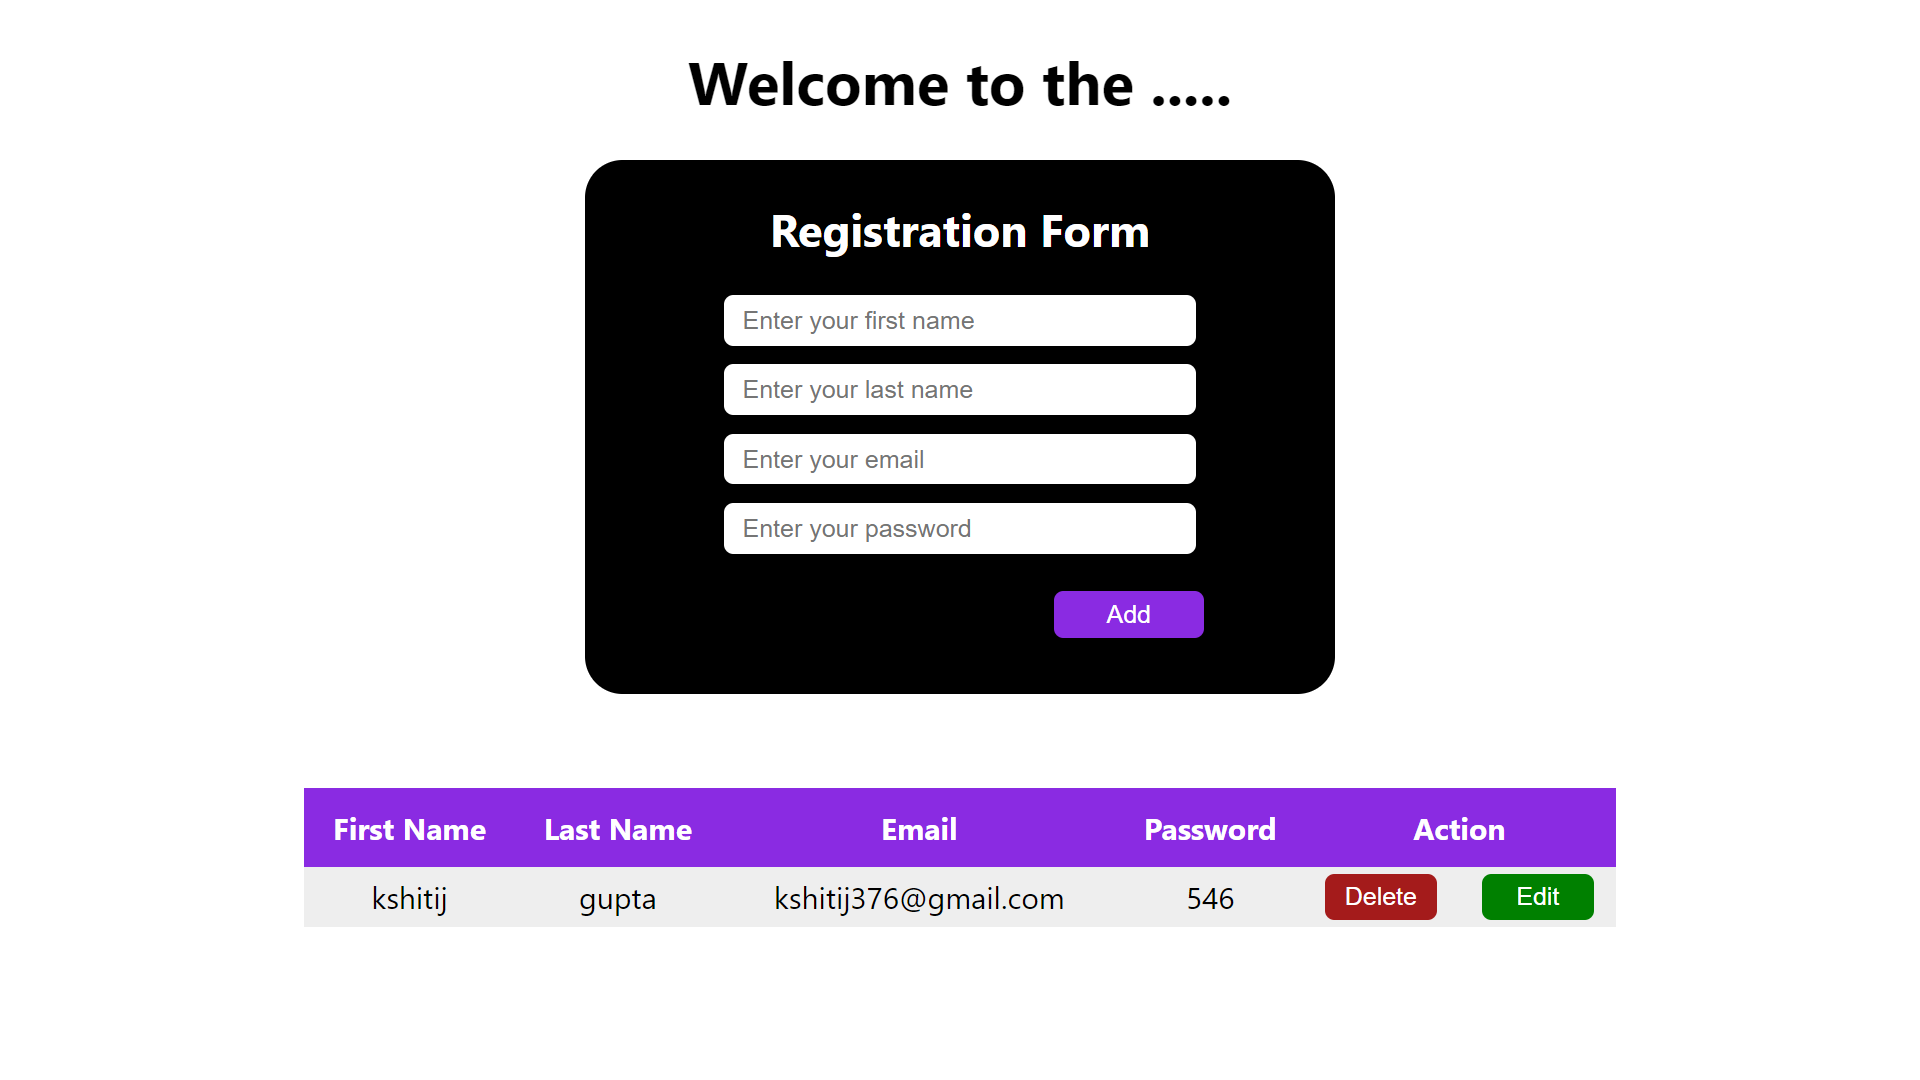 Welcome to the .....
Registration Form
Enter your first name
Enter your last name
Enter your email
Enter your password
Add
First Name Last Name Email Password Action
kshitij gupta kshitij376@gmail.com 546 Delete Edit